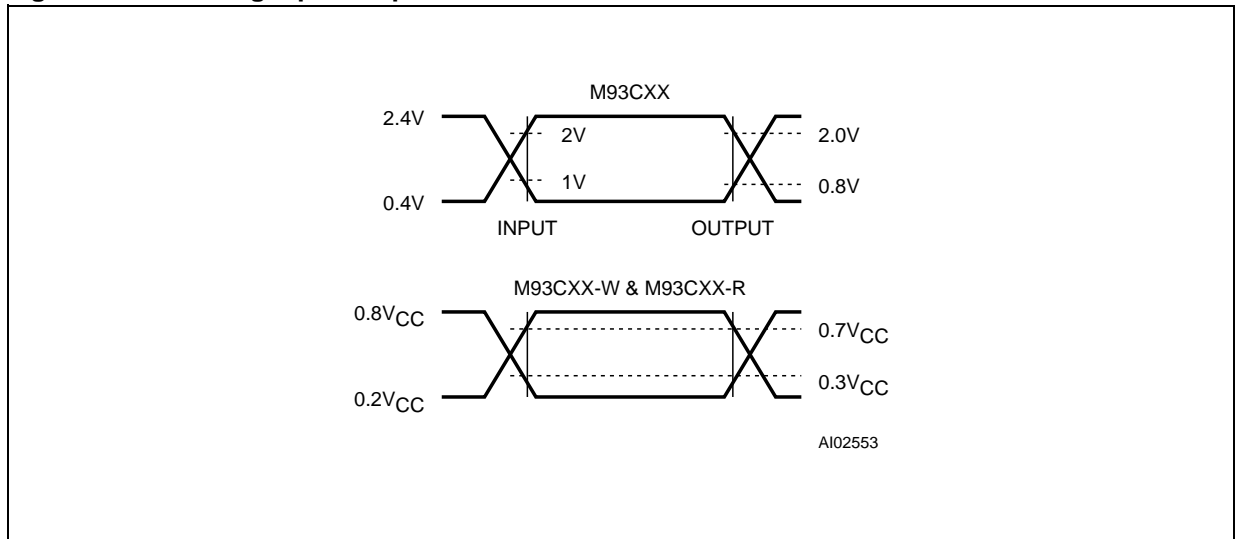 M93CXX
2.4V
2V
2.0V
1V
0.8V
0.4V
INPUT OUTPUT
M93CXX-W & M93CXX-R
0.8VCC
0.7VCC
0.3VCC
0.2VCC
AI02553